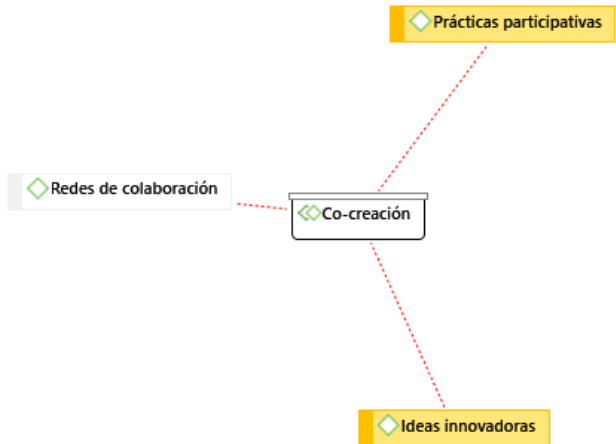 Prácticas participativas
Redes de colaboración
Co-creación
Ideas innovadoras